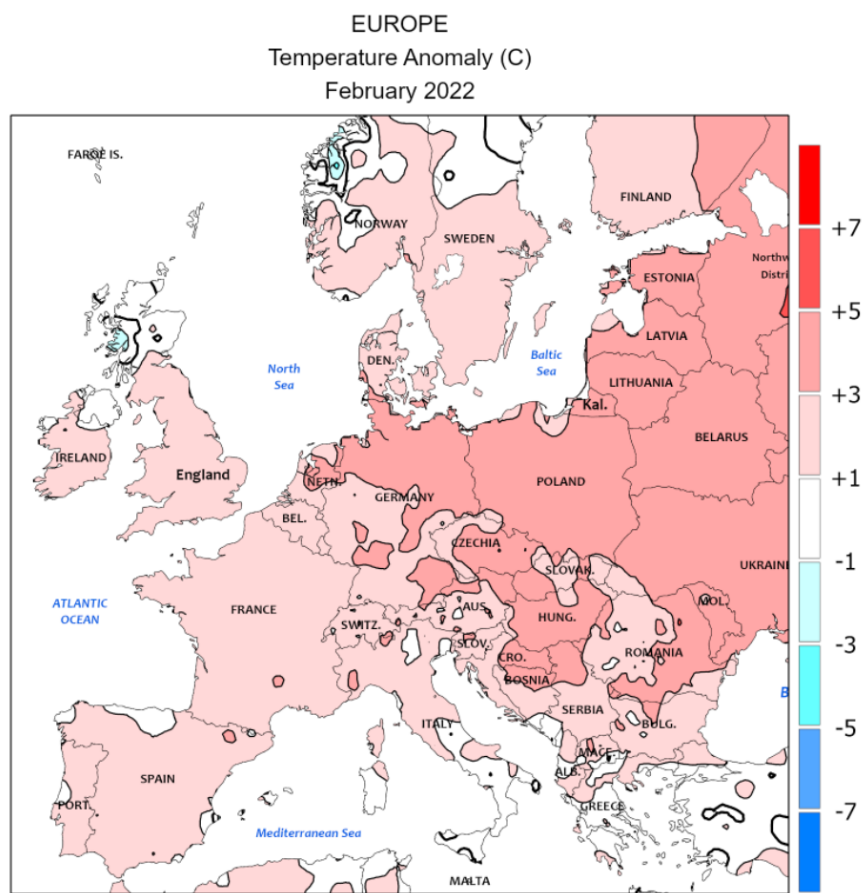 EUROPE
Temperature Anomaly (C)
February 2022
FAROE IS.
FINLAND
NORWAY
SWEDEN
+7
Northw
Distri
ESTONIA
+5
LATVIA
DEN.
North
Sea
Baltic
Sea
LITHUANIA
+3
Kal.
BELARUS
IRELAND
England
+1
NETH.
POLAND
GERMANY
BEL.
CZECHIA
-1
SLOVAK.
UKRAINE
ATLANTIC
OCEAN
FRANCE
AUS.
MOL.
HUNG.
SWITZ.
SLOV.
-3
CRO.
ROMANIA
BOSNIA
B
SERBIA
ITALY
BULG.
-5
MACE.
SPAIN
ALB.
PORT.
GREECE
-7
Mediterranean Sea
MALTA